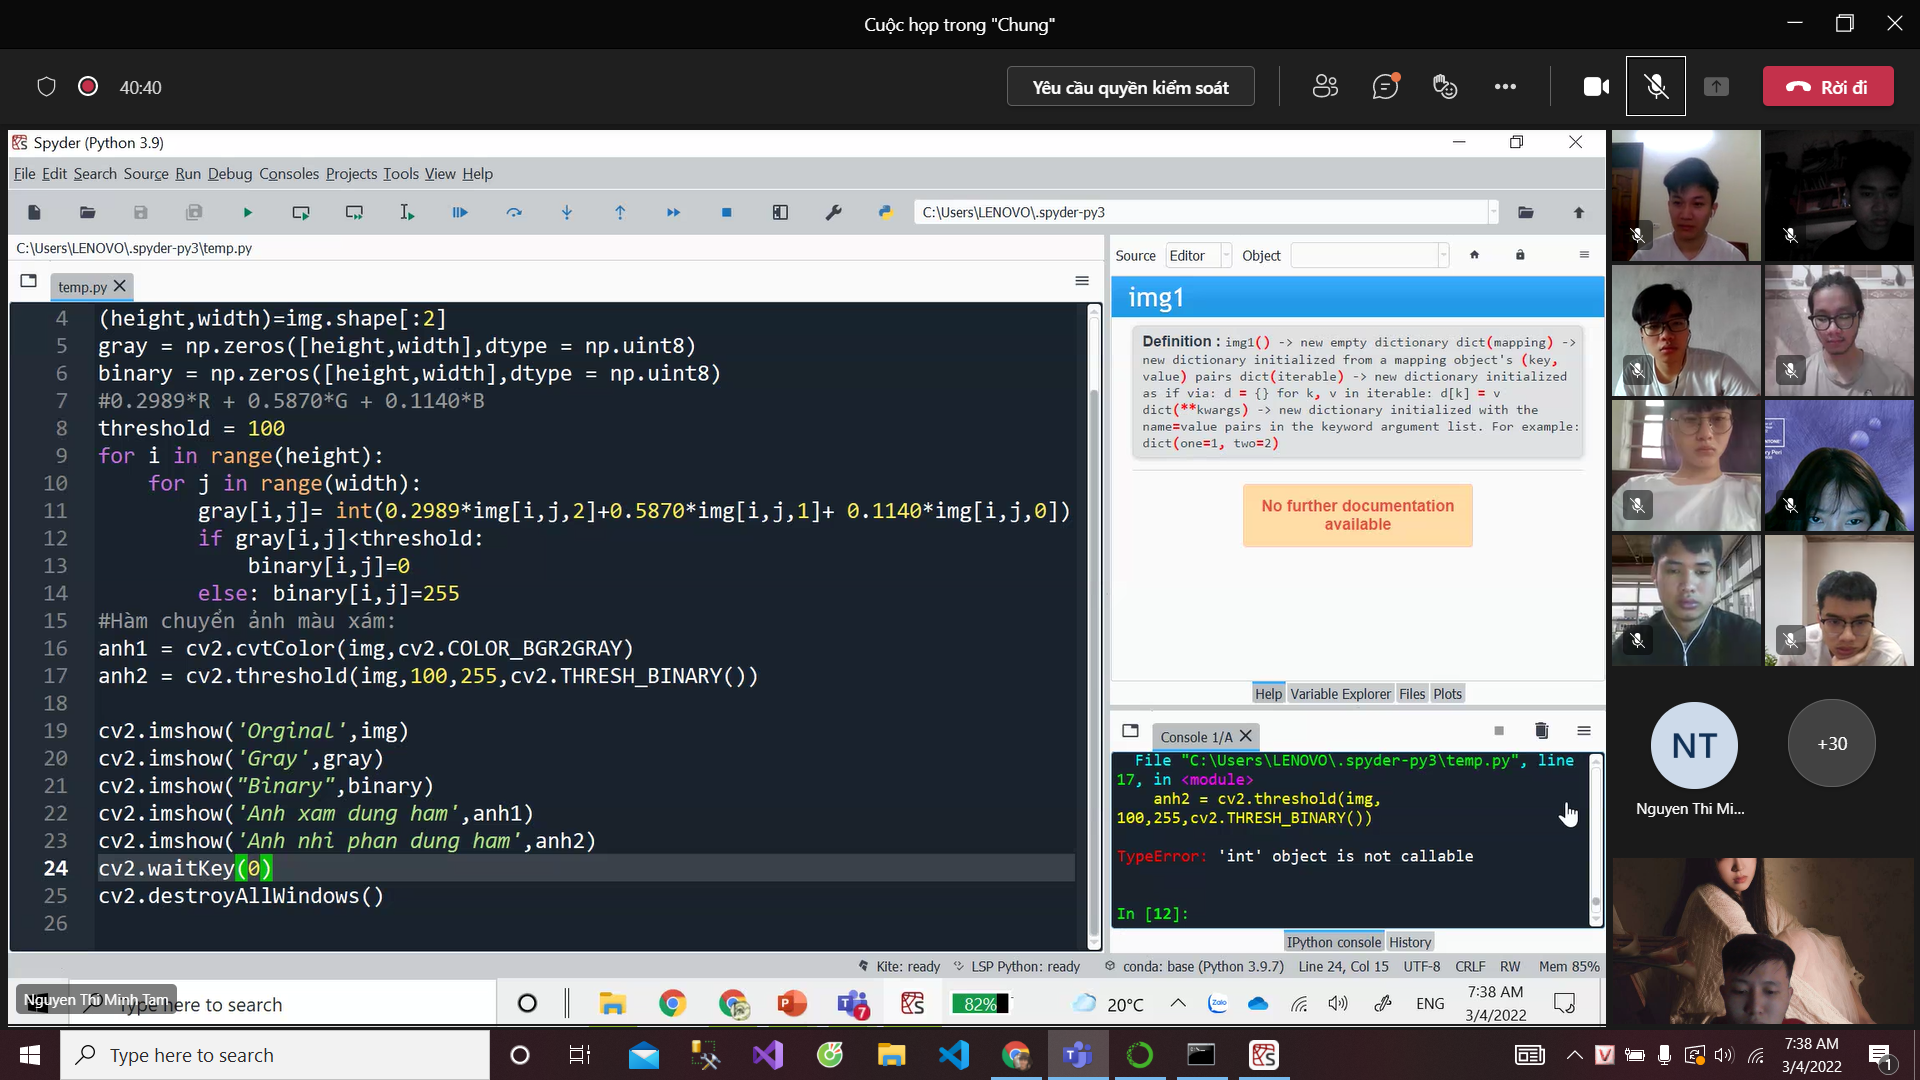 Cuộc họp trong "Chung"
40:40
Yêu cầu quyền kiểm soát
Rời đi
Spyder (Python 3.9)
File Edit Search Source Run Debug Consoles Projects Tools View Help
C:\Users\LENOVO\.spyder-py3
C:\Users\LENOVO\.spyder-py3\temp.py
temp.py
4 (height,width)=img.shape[:2]
5 gray = np.zeros([height,width],dtype = np.uint8)
6 binary = np.zeros([height,width],dtype = np.uint8)
7 #0.2989*R + 0.5870*G + 0.1140*B
8 threshold = 100
9 for i in range(height):
10     for j in range(width):
11         gray[i,j]= int(0.2989*img[i,j,2]+0.5870*img[i,j,1]+ 0.1140*img[i,j,0])
12         if gray[i,j]<threshold:
13             binary[i,j]=0
14         else: binary[i,j]=255
15 #Hàm chuyển ảnh màu xám:
16 anh1 = cv2.cvtColor(img,cv2.COLOR_BGR2GRAY)
17 anh2 = cv2.threshold(img,100,255,cv2.THRESH_BINARY())
18
19 cv2.imshow('Orginal',img)
20 cv2.imshow('Gray',gray)
21 cv2.imshow("Binary",binary)
22 cv2.imshow('Anh xam dung ham',anh1)
23 cv2.imshow('Anh nhi phan dung ham',anh2)
24 cv2.waitKey(0)
25 cv2.destroyAllWindows()
26
Source Editor Object
img1
Definition : img1() -> new empty dictionary dict(mapping) ->
new dictionary initialized from a mapping object's (key,
value) pairs dict(iterable) -> new dictionary initialized
as if via: d = {} for k, v in iterable: d[k] = v
dict(**kwargs) -> new dictionary initialized with the
name=value pairs in the keyword argument list. For example:
dict(one=1, two=2)
No further documentation
available
Help Variable Explorer Files Plots
Console 1/A
File "C:\Users\LENOVO\.spyder-py3\temp.py", line
17, in <module>
anh2 = cv2.threshold(img,
100,255,cv2.THRESH_BINARY())
TypeError: 'int' object is not callable
In [12]:
IPython console History
Kite: ready LSP Python: ready conda: base (Python 3.9.7) Line 24, Col 15 UTF-8 CRLF RW Mem 85%
NT
+30
Nguyen Thi Mi...
Nguyen Thi Minh Tam
here to search
7
82%
20°C
Zalo
ENG
7:38 AM
3/4/2022
Type here to search
7:38 AM
3/4/2022
1